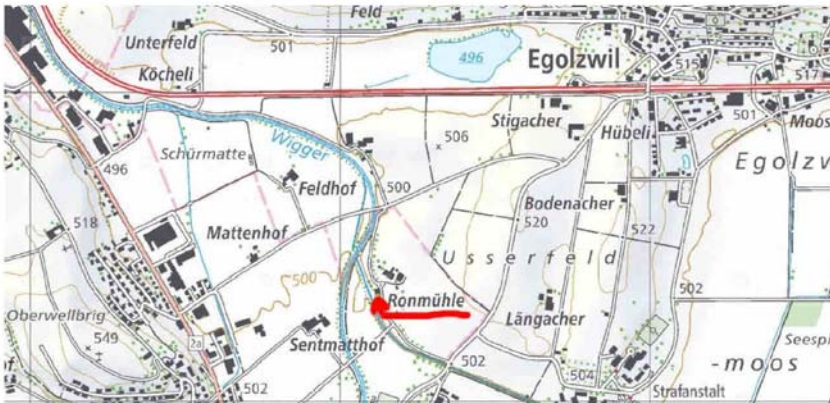 Feld
Unterfeld
501
496
Egolzwil
515
517
Köcheli
Stigacher
Hübeli
501
Moos
Wigger
506
Schürmatte
496
Feldhof
500
Egolzw
518
Mattenhof
Bodenacher
520
522
Usserfeld
500
Ronmühle
502
Oberwellbrig
549
2a
Sentmatthof
Längacher
502
504
502
-moos
Seespi
Strafanstalt